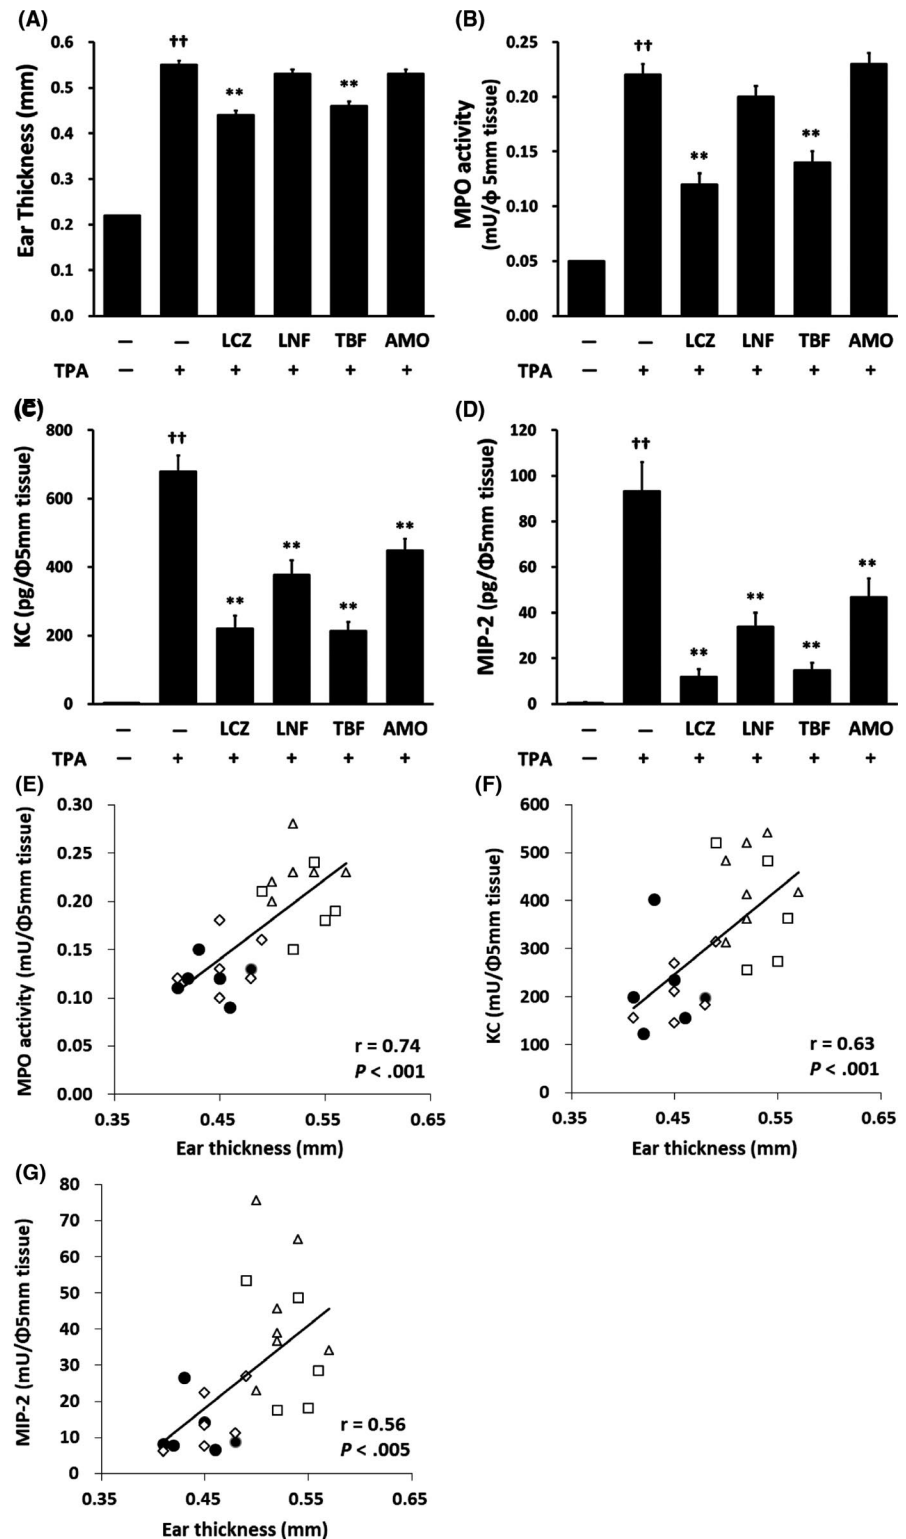 (A)
Ear Thickness (mm)
0.6
0.5
0.4
0.3
0.2
0.1
0.0
††
**
**
— — LCZ LNF TBF AMO
TPA — + + + + +
(B)
MPO activity
(mU/ф 5mm tissue)
0.25
0.20
0.15
0.10
0.05
0.00
††
**
**
— — LCZ LNF TBF AMO
TPA — + + + + +
(C)
KC (pg/Φ5mm tissue)
800
600
400
200
0
††
**
**
**
**
— — LCZ LNF TBF AMO
TPA — + + + + +
(D)
MIP-2 (pg/Φ5mm tissue)
120
100
80
60
40
20
0
††
**
**
**
**
— — LCZ LNF TBF AMO
TPA — + + + + +
(E)
MPO activity (mU/Φ5mm tissue)
0.30
0.25
0.20
0.15
0.10
0.05
0.00
r = 0.74
P < .001
0.35 0.45 0.55 0.65
Ear thickness (mm)
(F)
KC (mU/Φ5mm tissue)
600
500
400
300
200
100
0
r = 0.63
P < .001
0.35 0.45 0.55 0.65
Ear thickness (mm)
(G)
MIP-2 (mU/Φ5mm tissue)
80
70
60
50
40
30
20
10
0
r = 0.56
P < .005
0.35 0.45 0.55 0.65
Ear thickness (mm)